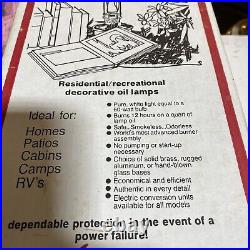 Residential/recreational
decorative oil lamps
Ideal for:
Homes
Patios
Cabins
Camps
RV's
• Pure, white light equal to a
60-watt bulb
• Burns 12 hours on a quart of
lamp oil
• Safe...Smokeless...Odorless
• World's most advanced burner
assembly
• No pumping or start-up
necessary
• Choice of solid brass, rugged
aluminum, or hand-blown
glass bases
• Economical and efficient
• Authentic in every detail
• Electric conversion units
available for all models
dependable protection in the event of a
power failure!